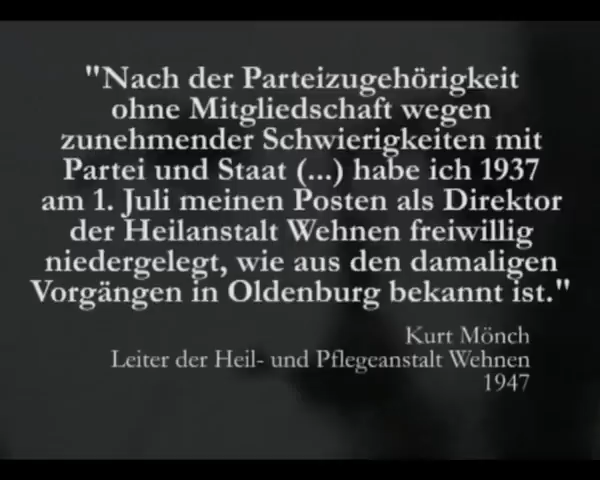 "Nach der Parteizugehörigkeit
ohne Mitgliedschaft wegen
zunehmender Schwierigkeiten mit
Partei und Staat (...) habe ich 1937
am 1. Juli meinen Posten als Direktor
der Heilanstalt Wehnen freiwillig
niedergelegt, wie aus den damaligen
Vorgängen in Oldenburg bekannt ist."
Kurt Mönch
Leiter der Heil- und Pflegeanstalt Wehnen
1947